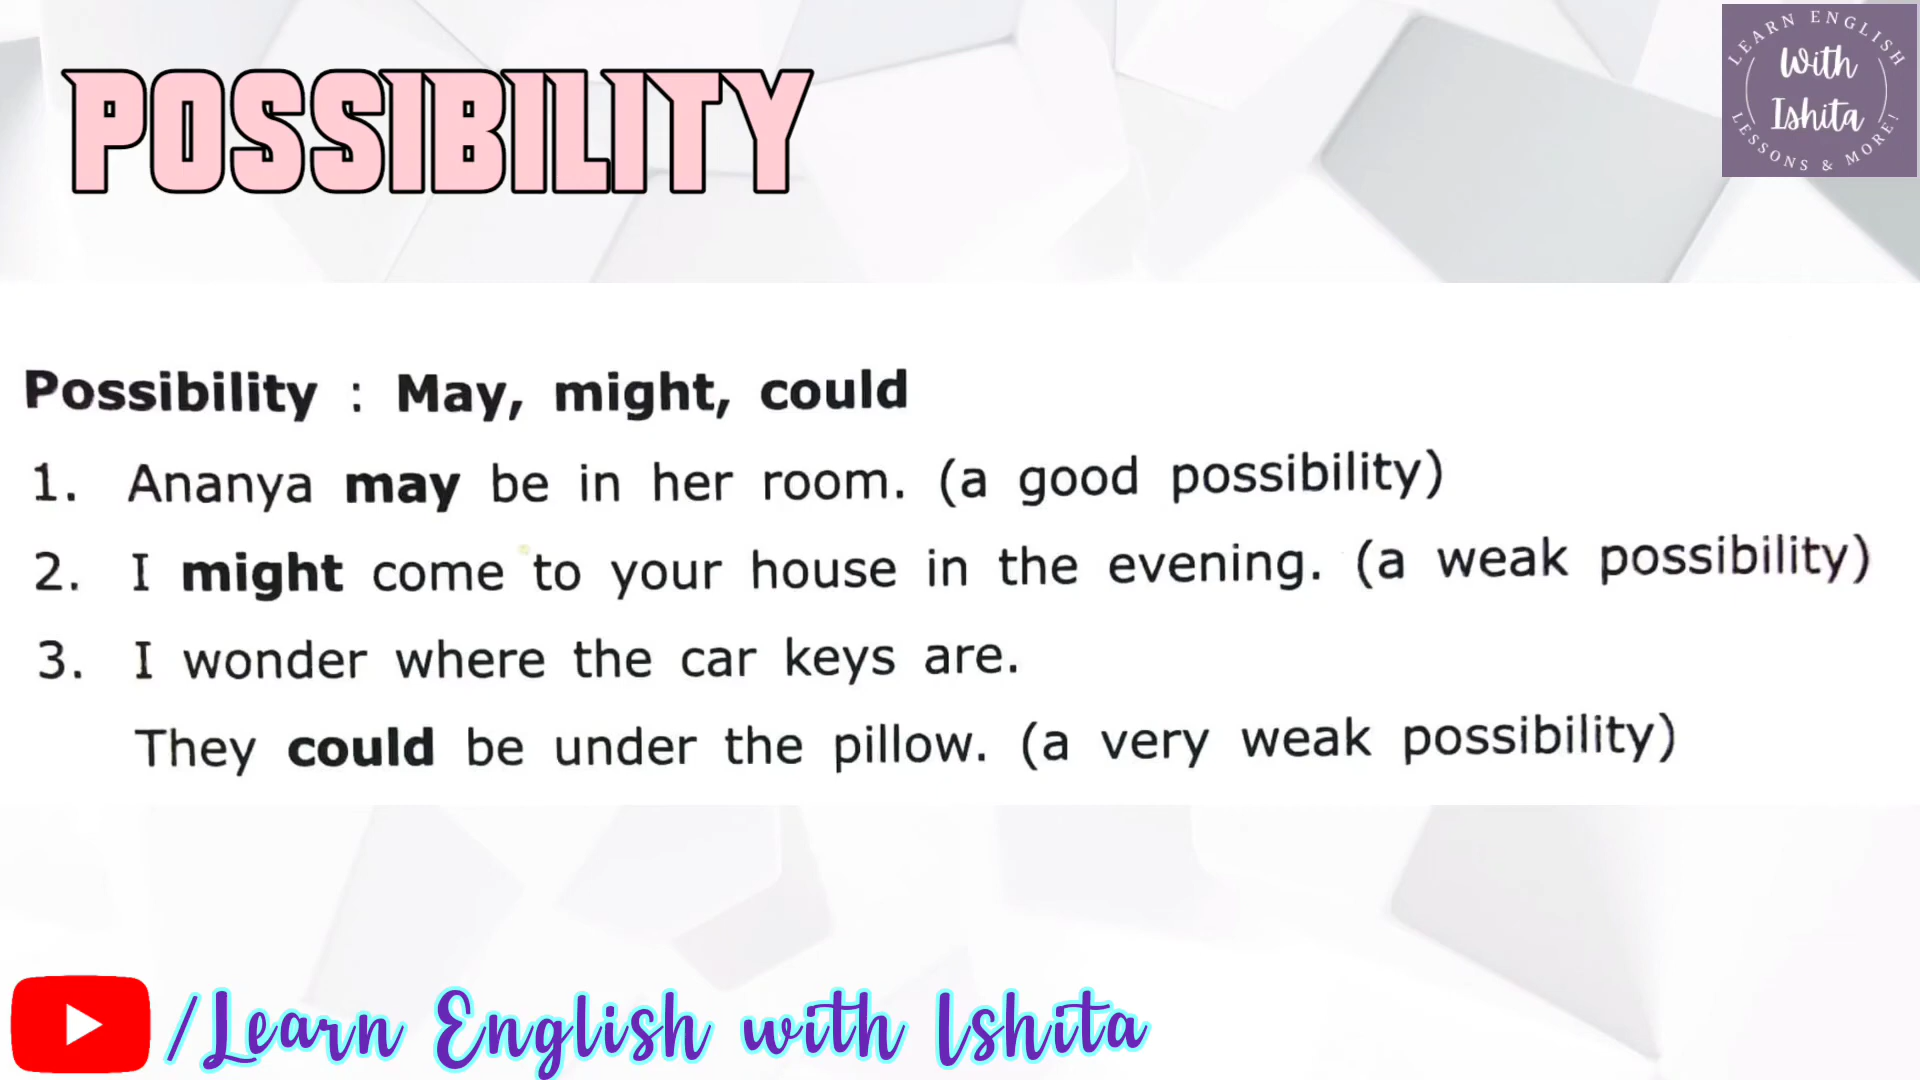 POSSIBILITY
LEARN ENGLISH
With
Ishita
LESSONS & MORE!
Possibility : May, might, could
1. Ananya may be in her room. (a good possibility)
2. I might come to your house in the evening. (a weak possibility)
3. I wonder where the car keys are.
They could be under the pillow. (a very weak possibility)
/Learn English with Ishita